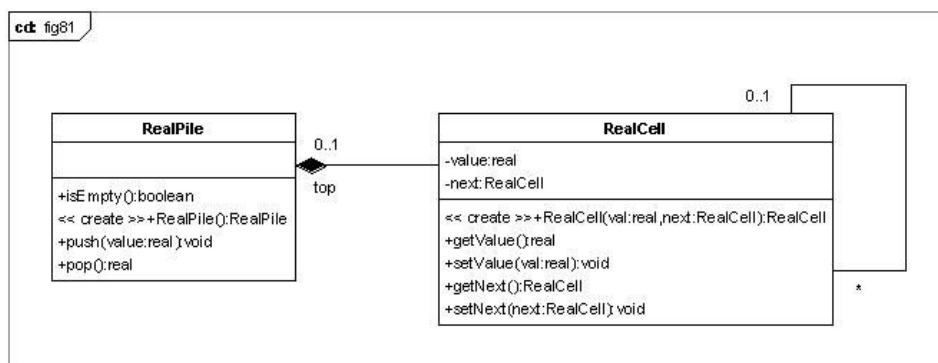 cd: fig81
RealPile
+isEmpty():boolean
<< create >>+RealPile():RealPile
+push(value:real):void
+pop():real
0..1
top
RealCell
-value:real
-next:RealCell
<< create >>+RealCell(val:real,next:RealCell):RealCell
+getValue():real
+setValue(val:real):void
+getNext():RealCell
+setNext(next:RealCell):void
0..1
*